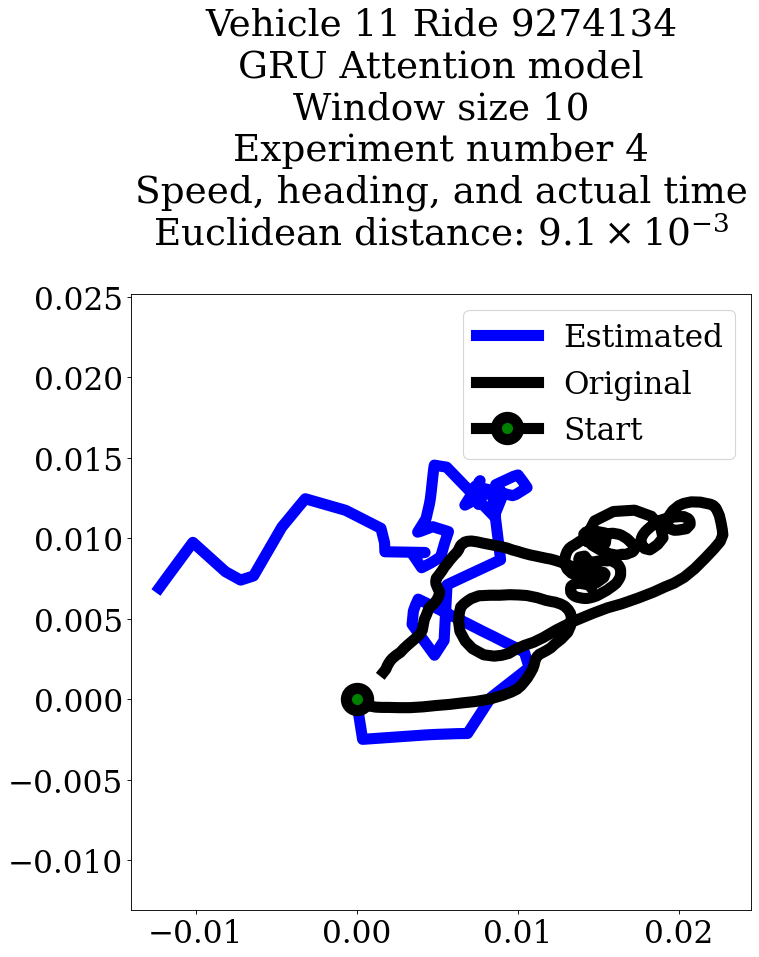 Vehicle 11 Ride 9274134
GRU Attention model
Window size 10
Experiment number 4
Speed, heading, and actual time
Euclidean distance: 9.1 × 10⁻³
0.025
0.020
0.015
0.010
0.005
0.000
−0.005
−0.010
Estimated
Original
Start
−0.01 0.00 0.01 0.02